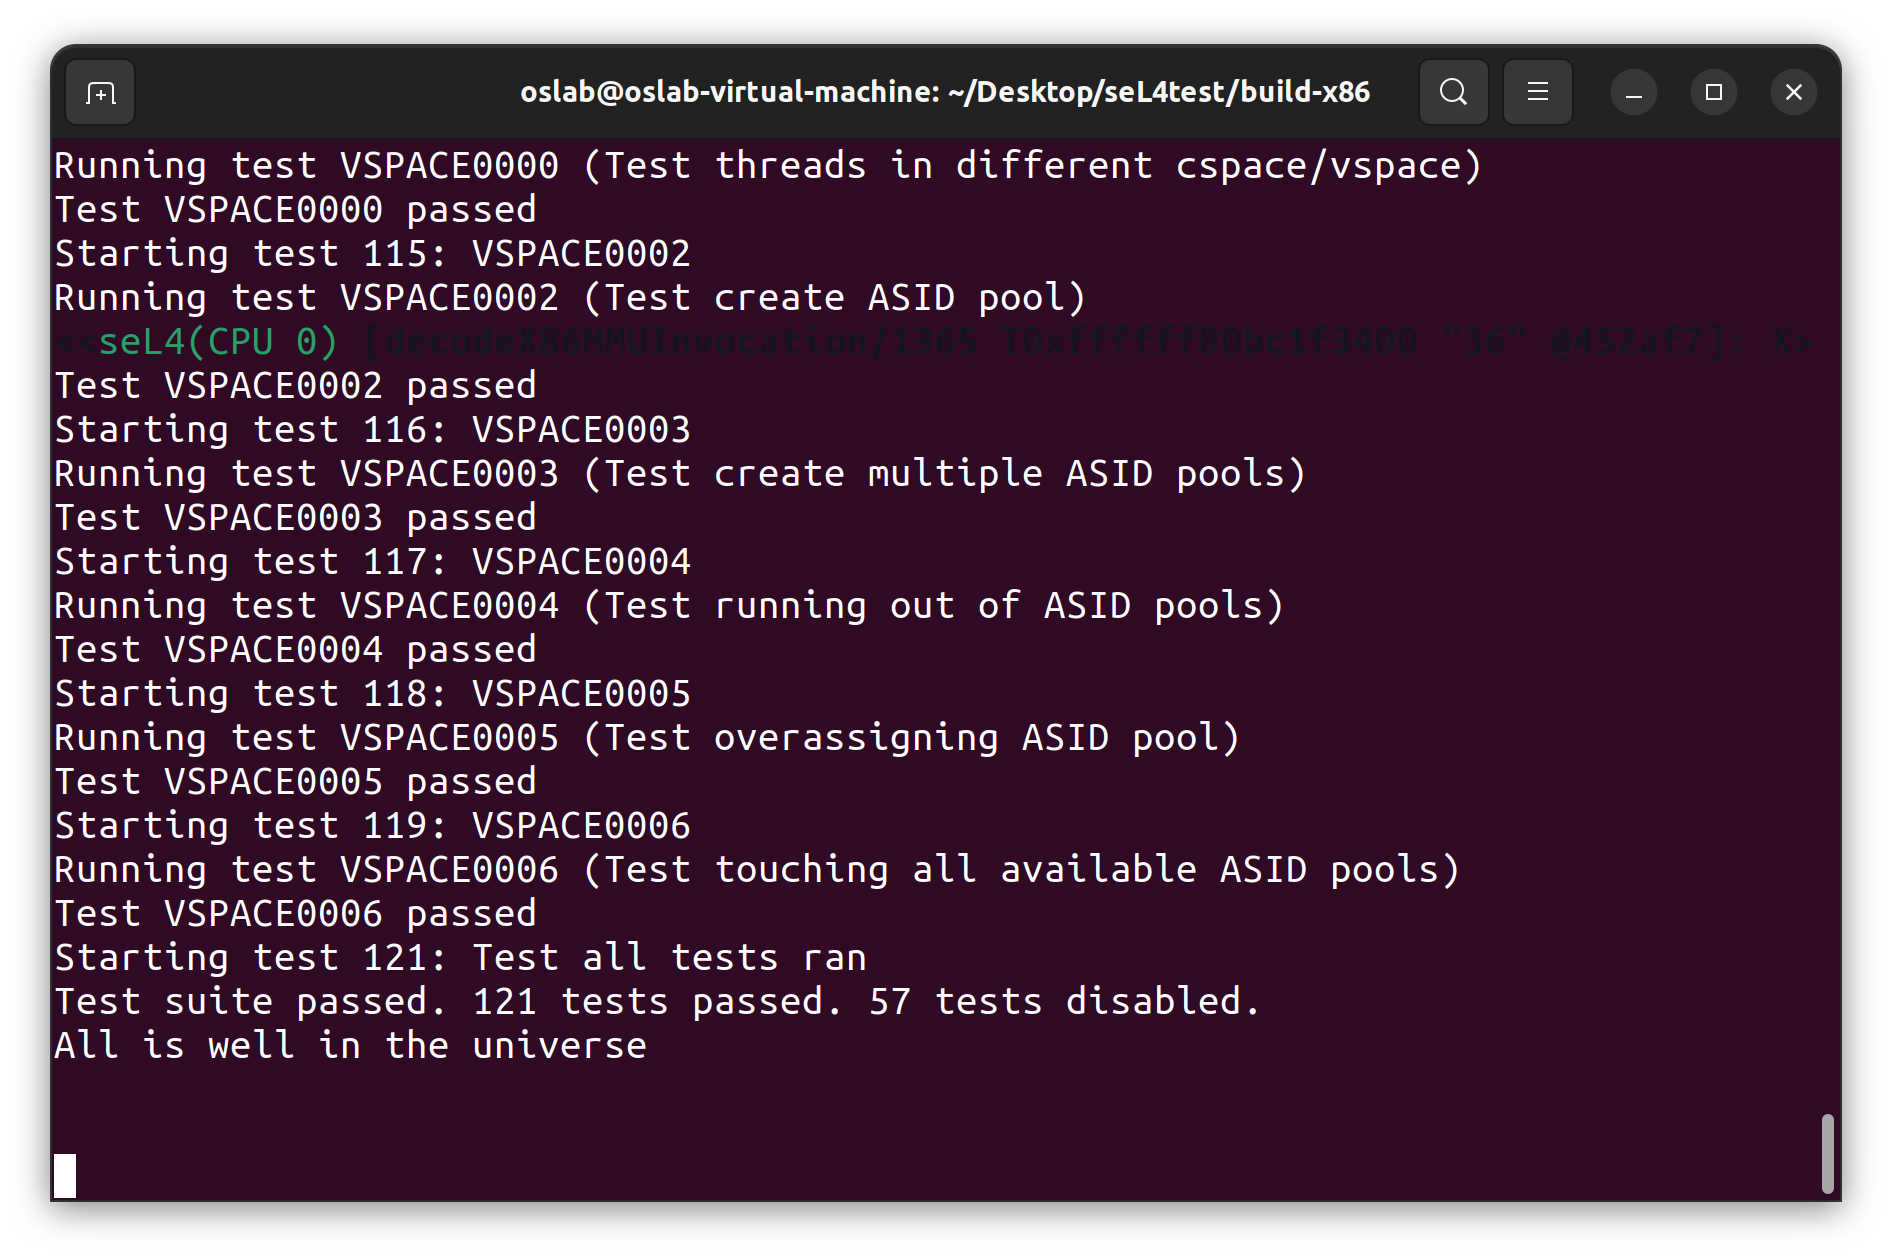 oslab@oslab-virtual-machine: ~/Desktop/seL4test/build-x86
Running test VSPACE0000 (Test threads in different cspace/vspace)
Test VSPACE0000 passed
Starting test 115: VSPACE0002
Running test VSPACE0002 (Test create ASID pool)
<<seL4(CPU 0) [decodeX86MMUInvocation/1365 T0xffffff80bc1f3400 "36" @452af7]: X>
Test VSPACE0002 passed
Starting test 116: VSPACE0003
Running test VSPACE0003 (Test create multiple ASID pools)
Test VSPACE0003 passed
Starting test 117: VSPACE0004
Running test VSPACE0004 (Test running out of ASID pools)
Test VSPACE0004 passed
Starting test 118: VSPACE0005
Running test VSPACE0005 (Test overassigning ASID pool)
Test VSPACE0005 passed
Starting test 119: VSPACE0006
Running test VSPACE0006 (Test touching all available ASID pools)
Test VSPACE0006 passed
Starting test 121: Test all tests ran
Test suite passed. 121 tests passed. 57 tests disabled.
All is well in the universe